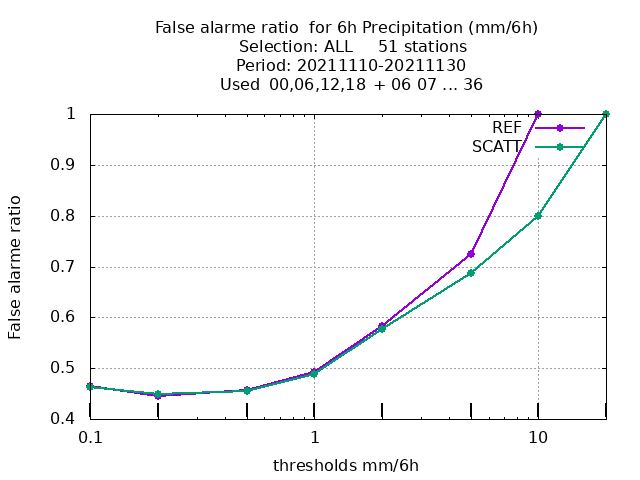 False alarme ratio  for 6h Precipitation (mm/6h)
Selection: ALL     51 stations
Period: 20211110-20211130
Used  00,06,12,18  + 06 07 ... 36
REF
SCATT
1
0.9
0.8
0.7
0.6
0.5
0.4
False alarme ratio
0.1
1
10
thresholds mm/6h